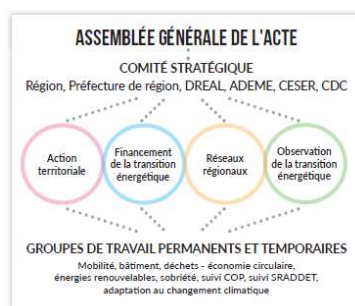 ASSEMBLÉE GÉNÉRALE DE L'ACTE
COMITÉ STRATÉGIQUE
Région, Préfecture de région, DREAL, ADEME, CESER, CDC
Action
territoriale
Financement
de la transition
énergétique
Réseaux
régionaux
Observation
de la transition
énergétique
GROUPES DE TRAVAIL PERMANENTS ET TEMPORAIRES
Mobilité, bâtiment, déchets - économie circulaire,
énergies renouvelables, sobriété, suivi COP, suivi SRADDET,
adaptation au changement climatique